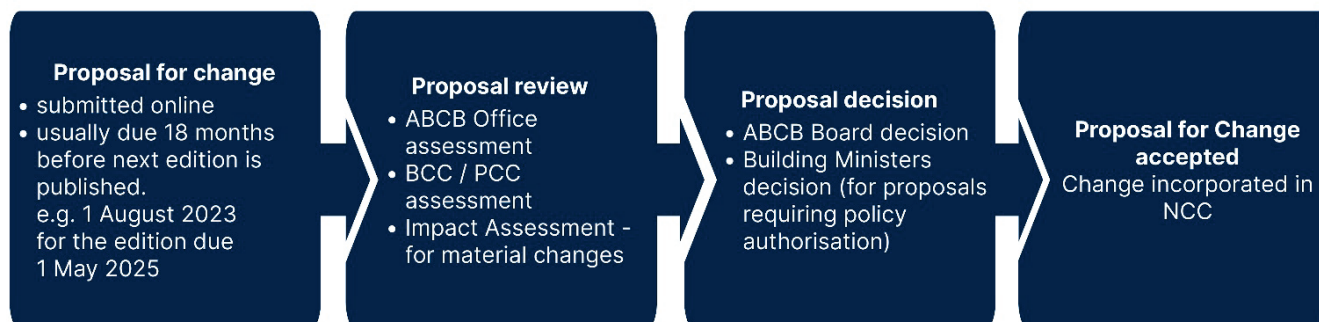 Proposal for change
• submitted online
• usually due 18 months
before next edition is
published.
e.g. 1 August 2023
for the edition due
1 May 2025
Proposal review
• ABCB Office
assessment
• BCC / PCC
assessment
• Impact Assessment -
for material changes
Proposal decision
• ABCB Board decision
• Building Ministers
decision (for proposals
requiring policy
authorisation)
Proposal for Change
accepted
Change incorporated in
NCC